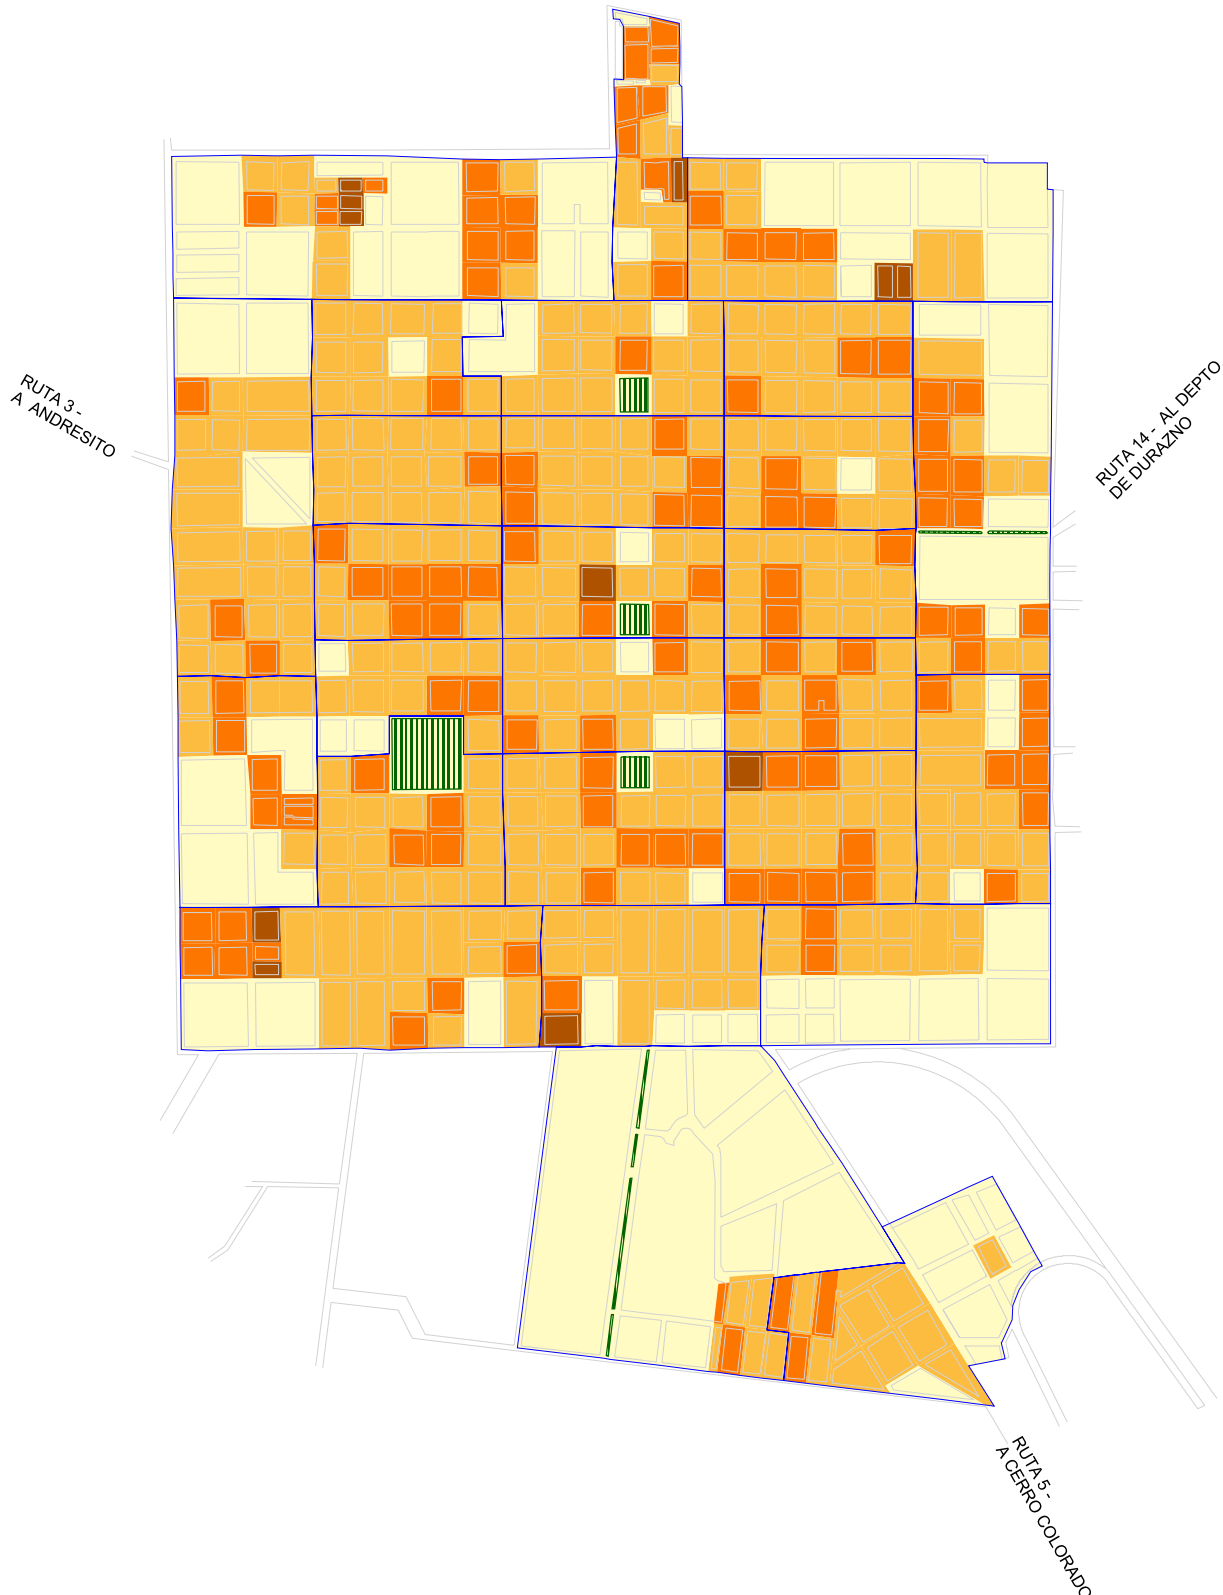 RUTA 3 -
A ANDRESITO
RUTA 14 - AL DEPTO
DE DURAZNO
RUTA 5 -
A CERRO COLORADO